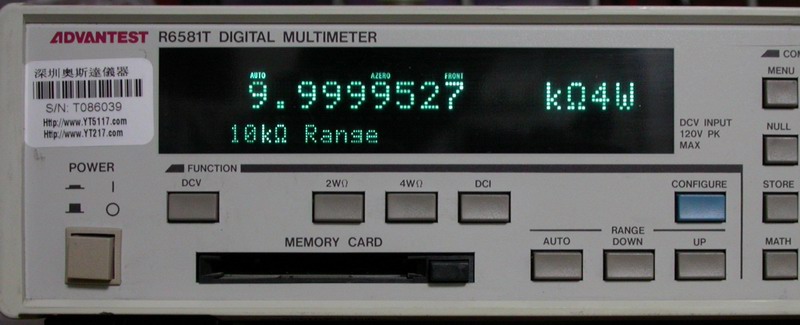 ADVANTEST R6581T DIGITAL MULTIMETER
深圳奥斯達儀器
S/N: T086039
Http://www.YT5117.com
Http://www.YT217.com
AUTO AZERO FRONT
9.9999527 kΩ4W
10kΩ Range
DCV INPUT
120V PK
MAX
POWER
I
O
FUNCTION
DCV 2WΩ 4WΩ DCI CONFIGURE
MEMORY CARD
RANGE
AUTO DOWN UP
MENU
NULL
STORE
MATH